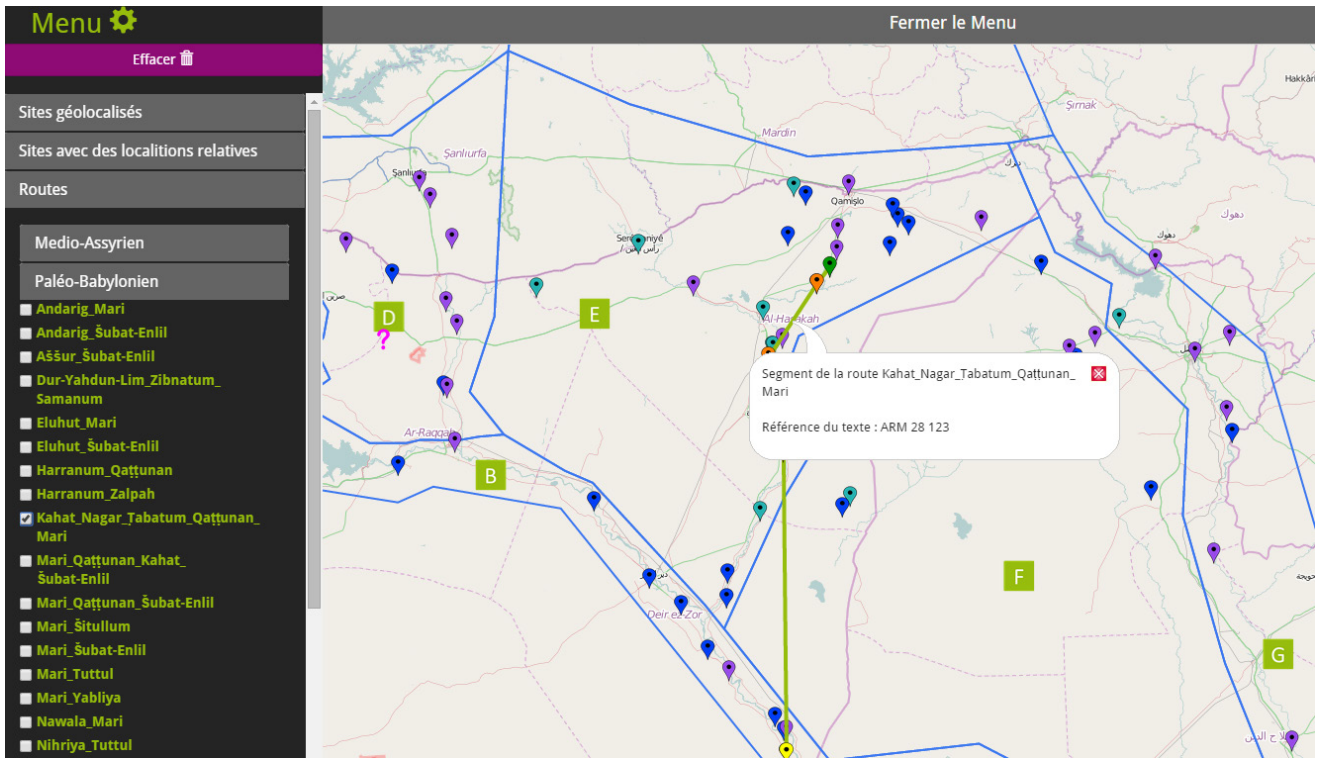 Menu
Effacer
Sites géolocalisés
Sites avec des localitions relatives
Routes
Medio-Assyrien
Paléo-Babylonien
Andarig_Mari
Andarig_Šubat-Enlil
Aššur_Šubat-Enlil
Dur-Yahdun-Lim_Zibnatum_
Samanum
Eluhut_Mari
Eluhut_Šubat-Enlil
Harranum_Qaṭṭunan
Harranum_Zalpah
Kahat_Nagar_Ṭabatum_Qaṭṭunan_
Mari
Mari_Qaṭṭunan_Kahat_
Šubat-Enlil
Mari_Qaṭṭunan_Šubat-Enlil
Mari_Šitullum
Mari_Šubat-Enlil
Mari_Tuttul
Mari_Yabliya
Nawala_Mari
Nihriya_Tuttul
Fermer le Menu
Hakkâri
Şırnak
Mardin
Şanlıurfa
Qamişlo
دهوك
دهوك
D
?
E
Al-Hasakah
Segment de la route Kahat_Nagar_Ṭabatum_Qaṭṭunan_
Mari
Référence du texte : ARM 28 123
Ar-Raqqah
B
F
Deir ez-Zor
G